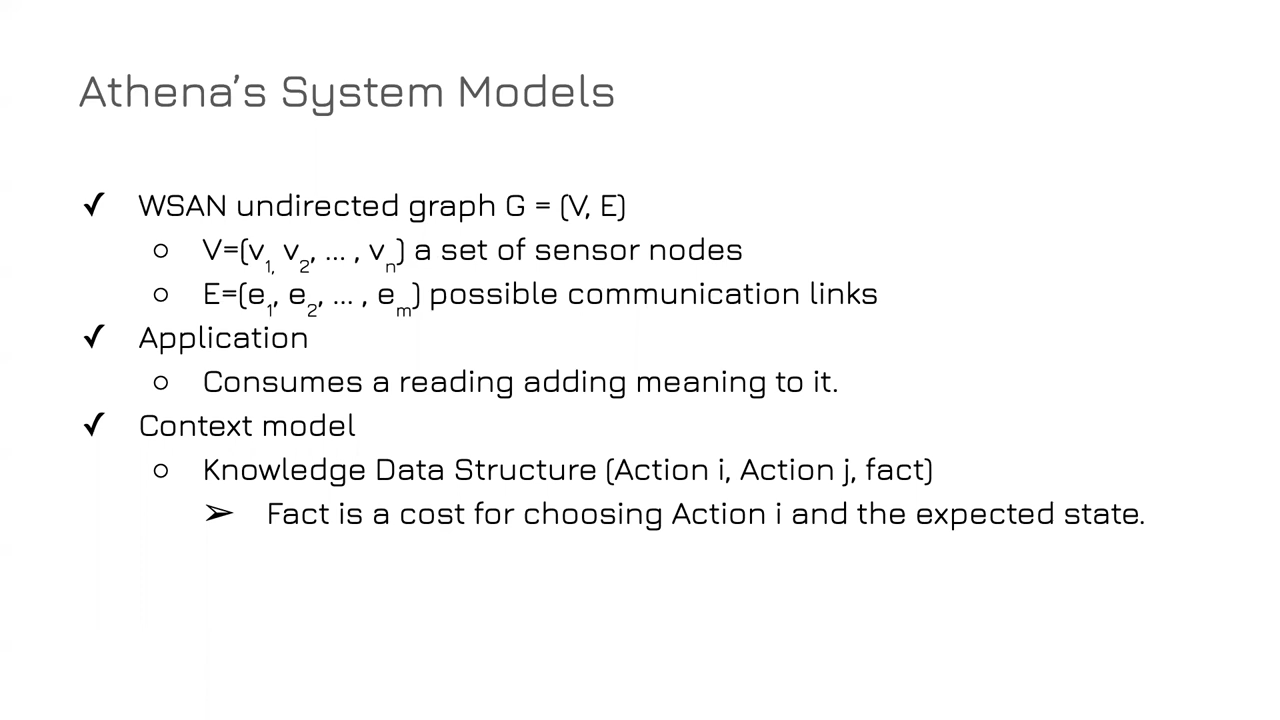 Athena's System Models
✓ WSAN undirected graph G = (V, E)
○ V=(v₁, v₂, ... , vₙ) a set of sensor nodes
○ E=(e₁, e₂, ... , eₘ) possible communication links
✓ Application
○ Consumes a reading adding meaning to it.
✓ Context model
○ Knowledge Data Structure (Action i, Action j, fact)
➢ Fact is a cost for choosing Action i and the expected state.